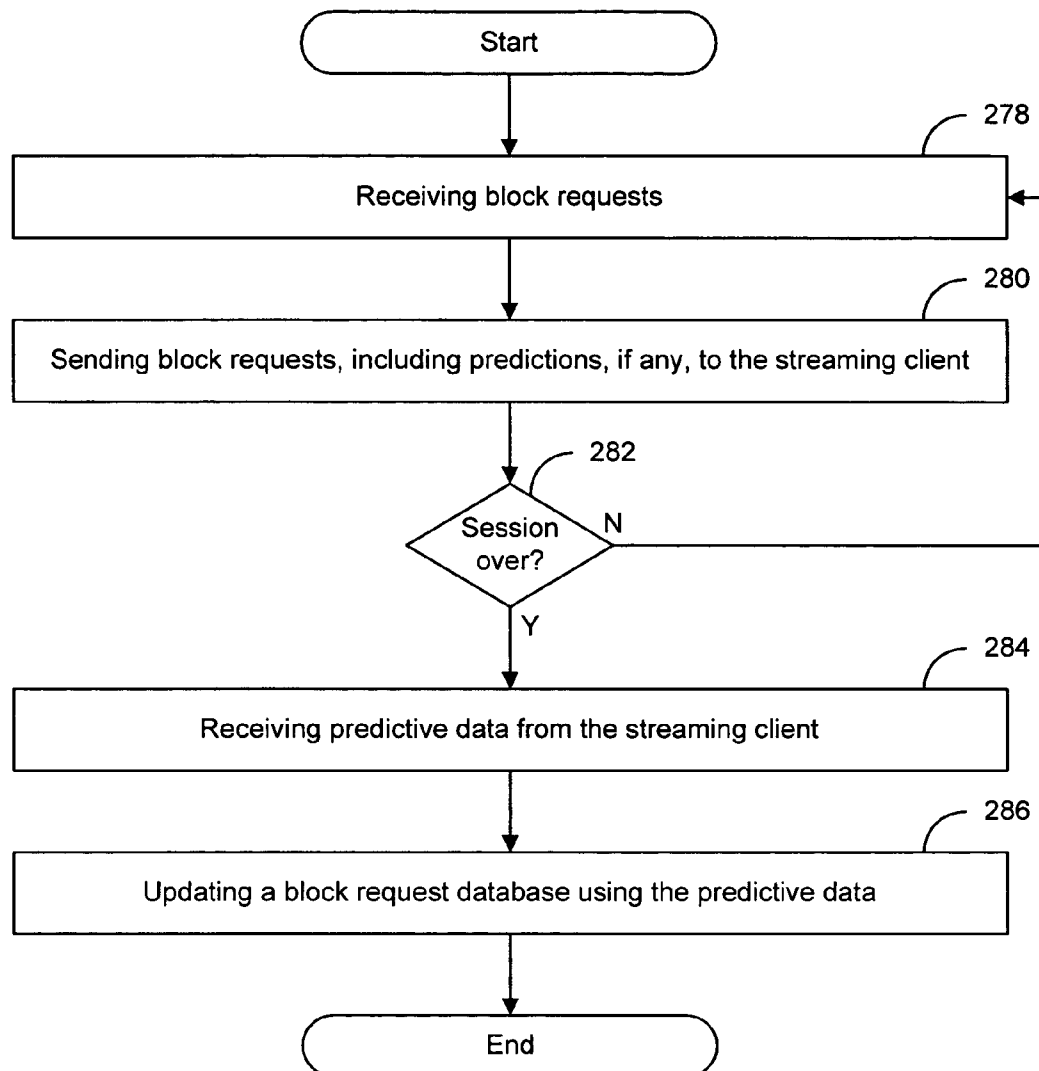 Start
278
Receiving block requests
280
Sending block requests, including predictions, if any, to the streaming client
282
Session
over?
N
Y
284
Receiving predictive data from the streaming client
286
Updating a block request database using the predictive data
End